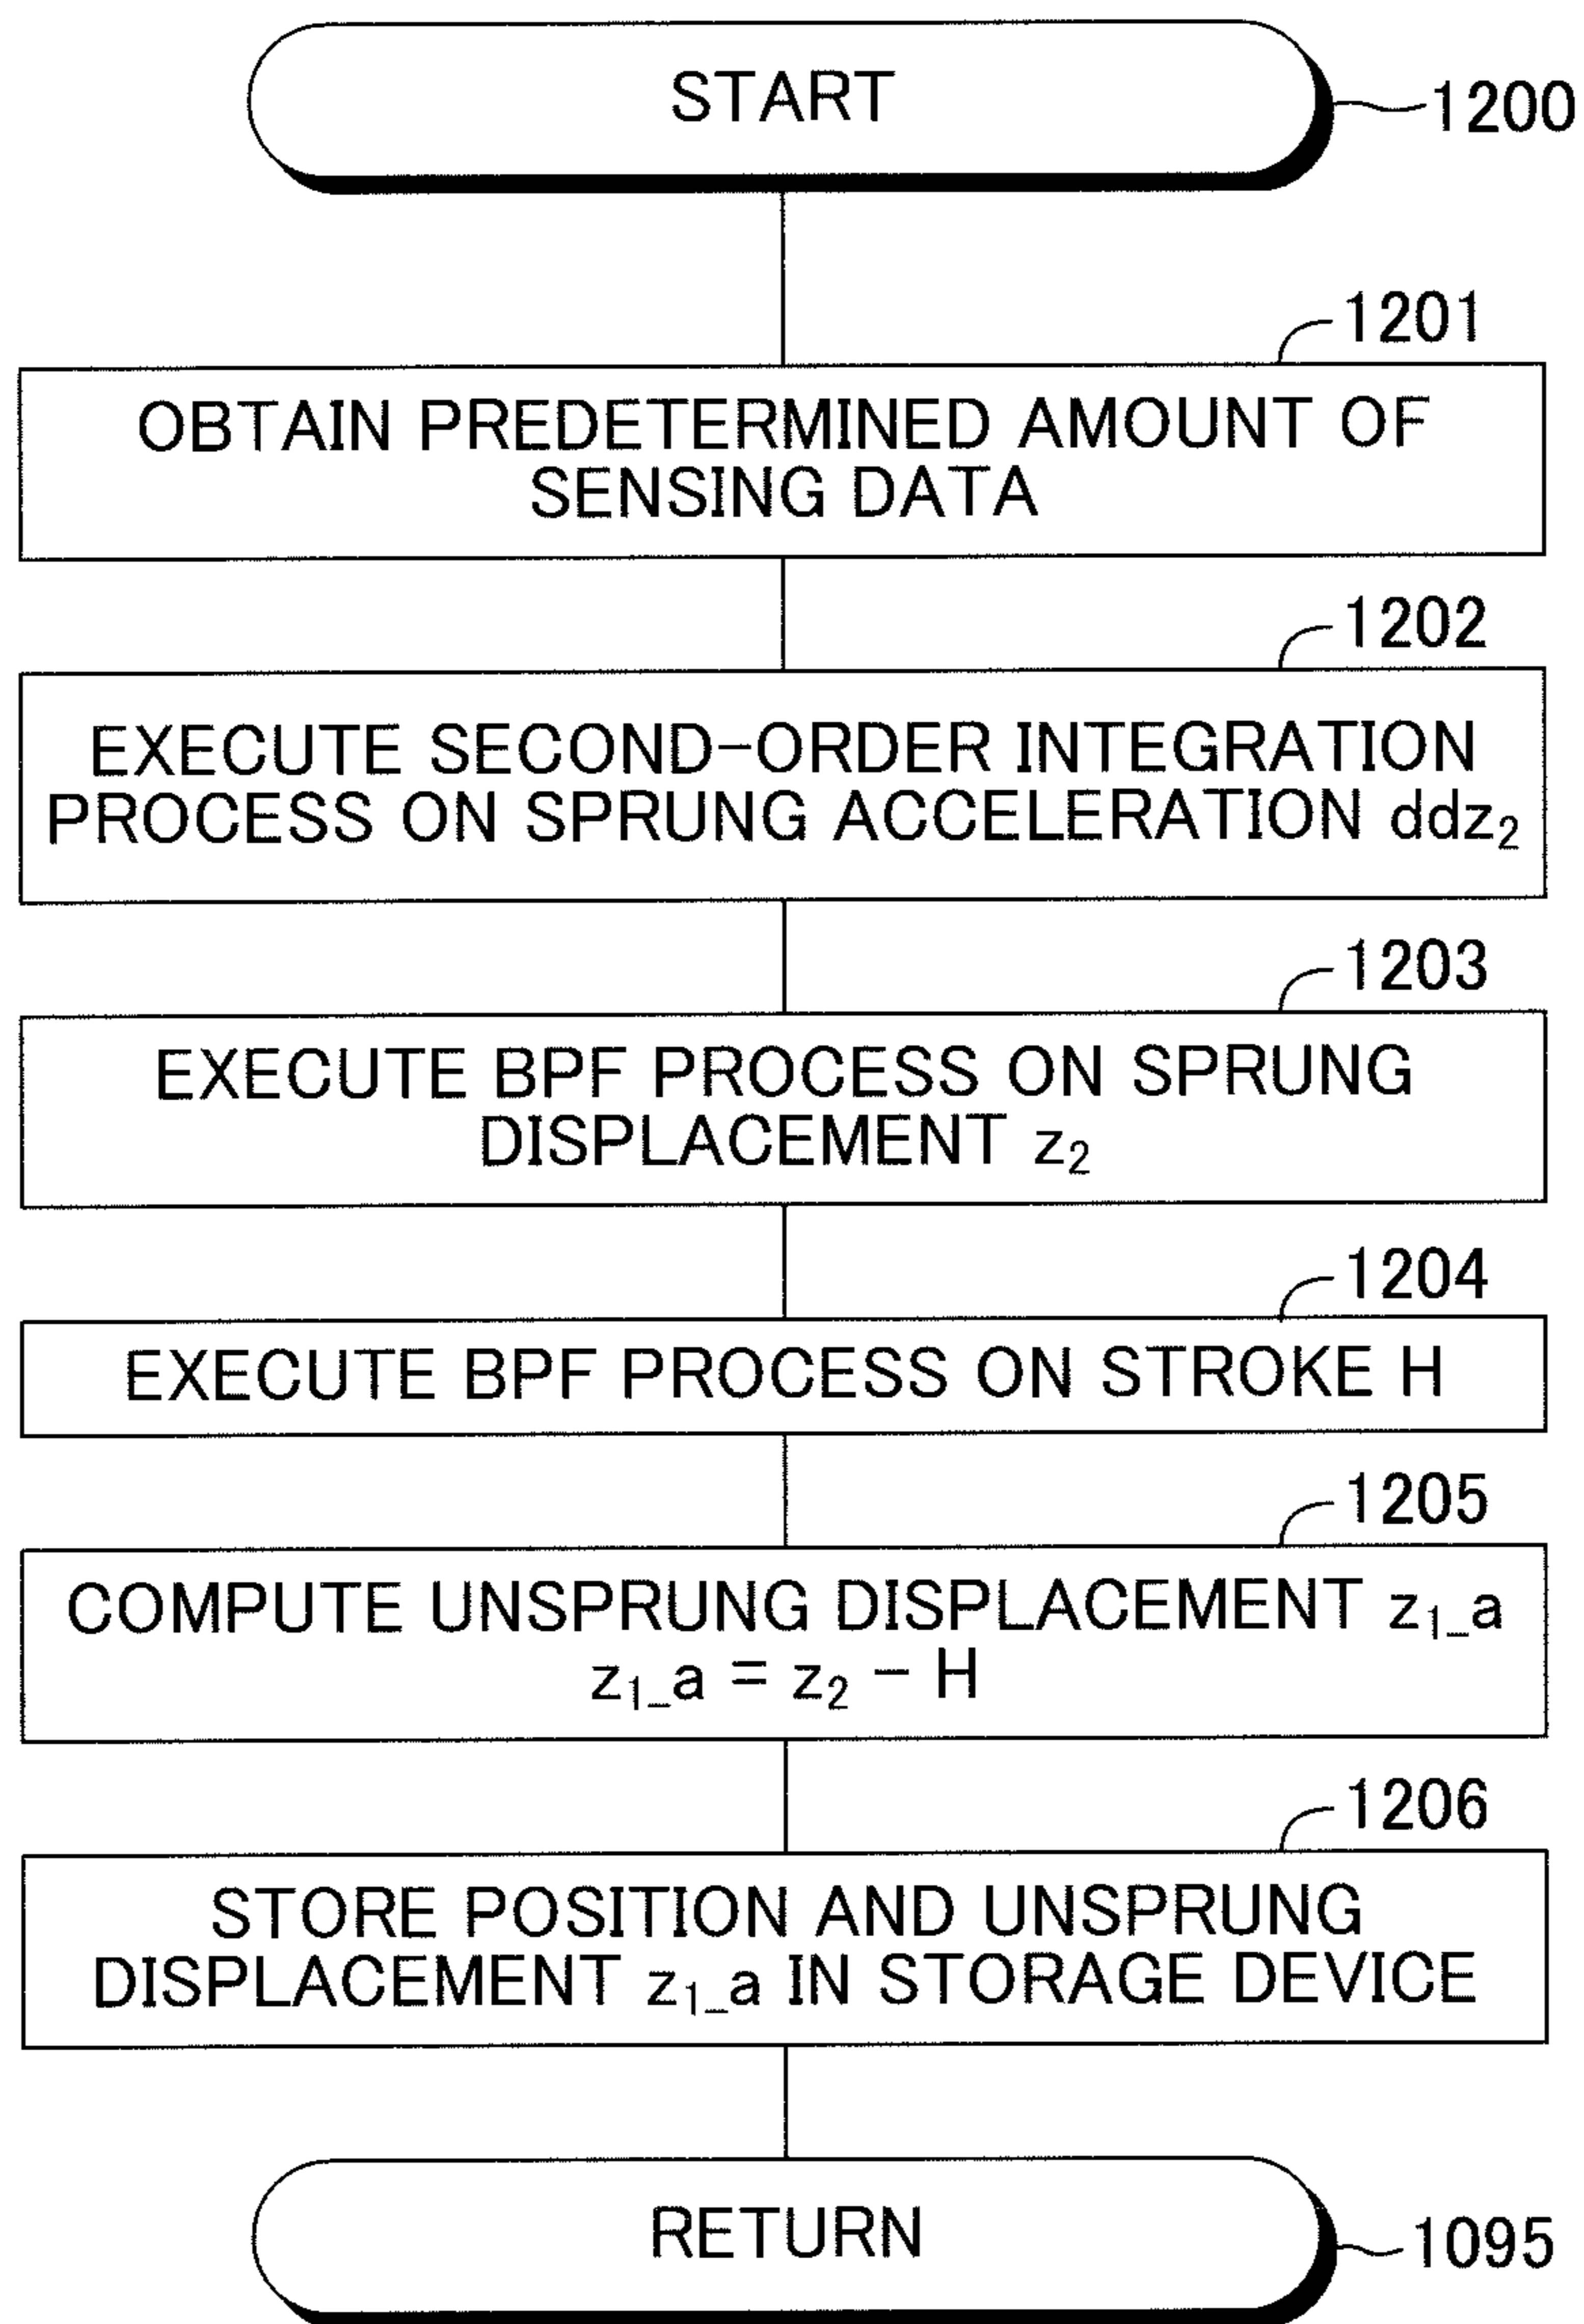 START
1200
1201
OBTAIN PREDETERMINED AMOUNT OF
SENSING DATA
1202
EXECUTE SECOND-ORDER INTEGRATION
PROCESS ON SPRUNG ACCELERATION ddz₂
1203
EXECUTE BPF PROCESS ON SPRUNG
DISPLACEMENT z₂
1204
EXECUTE BPF PROCESS ON STROKE H
1205
COMPUTE UNSPRUNG DISPLACEMENT z₁_a
z₁_a = z₂ − H
1206
STORE POSITION AND UNSPRUNG
DISPLACEMENT z₁_a IN STORAGE DEVICE
RETURN
1095